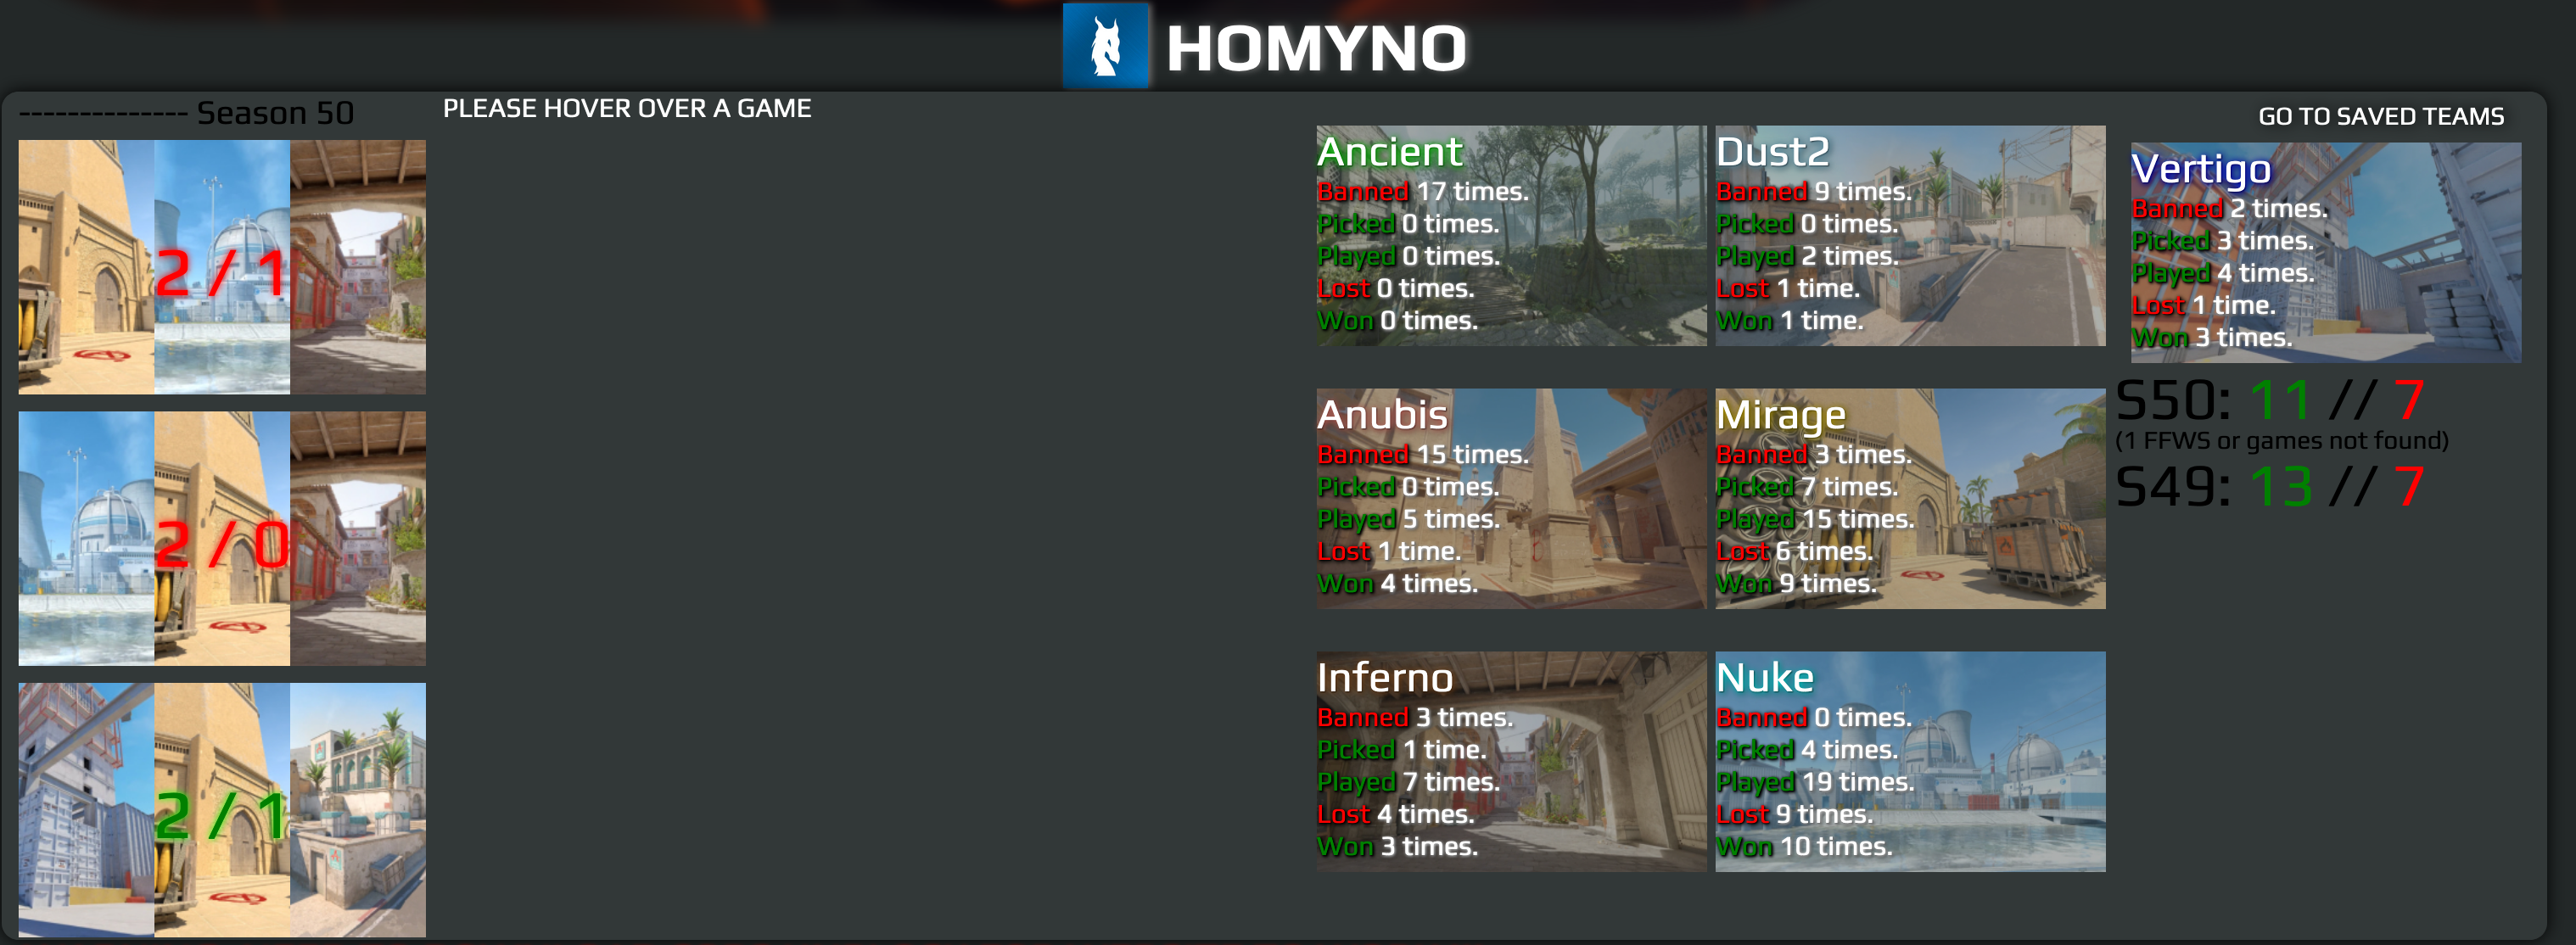 HOMYNO
-------------- Season 50
PLEASE HOVER OVER A GAME
GO TO SAVED TEAMS
2 / 1
2 / 0
2 / 1
Ancient
Banned 17 times.
Picked 0 times.
Played 0 times.
Lost 0 times.
Won 0 times.
Dust2
Banned 9 times.
Picked 0 times.
Played 2 times.
Lost 1 time.
Won 1 time.
Vertigo
Banned 2 times.
Picked 3 times.
Played 4 times.
Lost 1 time.
Won 3 times.
Anubis
Banned 15 times.
Picked 0 times.
Played 5 times.
Lost 1 time.
Won 4 times.
Mirage
Banned 3 times.
Picked 7 times.
Played 15 times.
Lost 6 times.
Won 9 times.
S50: 11 // 7
(1 FFWS or games not found)
S49: 13 // 7
Inferno
Banned 3 times.
Picked 1 time.
Played 7 times.
Lost 4 times.
Won 3 times.
Nuke
Banned 0 times.
Picked 4 times.
Played 19 times.
Lost 9 times.
Won 10 times.